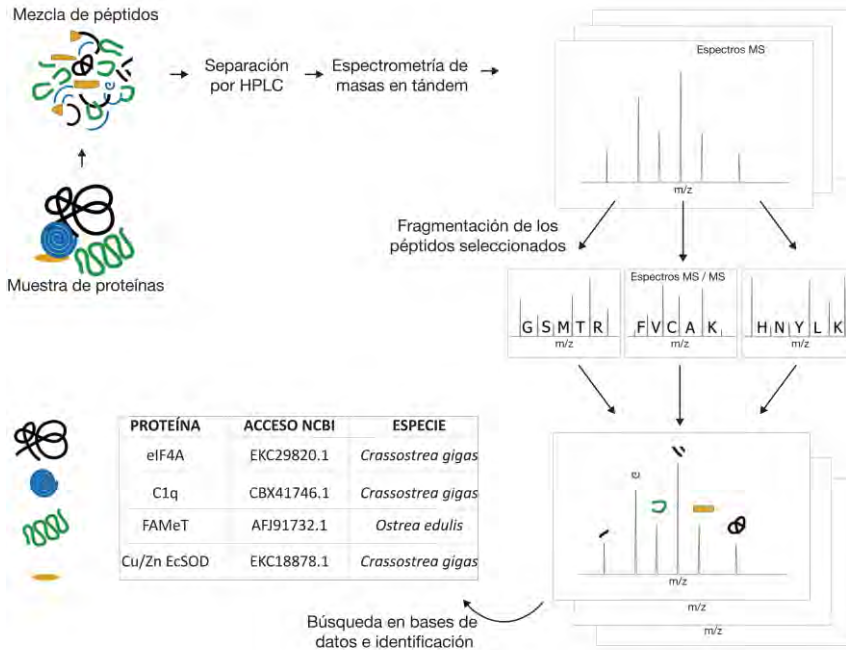 Mezcla de péptidos
Separación
por HPLC
Espectrometría de
masas en tándem
Espectros MS
m/z
Muestra de proteínas
Fragmentación de los
péptidos seleccionados
Espectros MS / MS
G S M T R
m/z
F V C A K
m/z
H N Y L K
m/z
PROTEÍNA ACCESO NCBI ESPECIE
eIF4A EKC29820.1 Crassostrea gigas
C1q CBX41746.1 Crassostrea gigas
FAMeT AFJ91732.1 Ostrea edulis
Cu/Zn EcSOD EKC18878.1 Crassostrea gigas
m/z
m/z
m/z
Búsqueda en bases de
datos e identificación